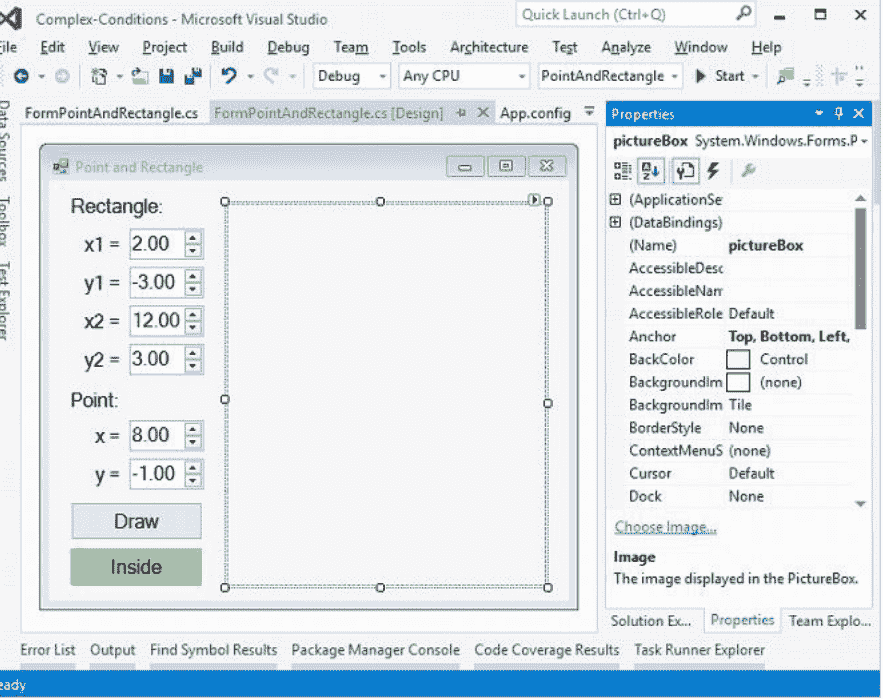 Complex-Conditions - Microsoft Visual Studio
Quick Launch (Ctrl+Q)
ile Edit View Project Build Debug Team Tools Architecture Test Analyze Window Help
Debug Any CPU PointAndRectangle Start
FormPointAndRectangle.cs FormPointAndRectangle.cs [Design] App.config
Data Sources
Toolbox
Test Explorer
Point and Rectangle
Rectangle:
x1 = 2.00
y1 = -3.00
x2 = 12.00
y2 = 3.00
Point:
x = 8.00
y = -1.00
Draw
Inside
Properties
pictureBox System.Windows.Forms.P
(ApplicationSe
(DataBindings)
(Name) pictureBox
AccessibleDesc
AccessibleNam
AccessibleRole Default
Anchor Top, Bottom, Left,
BackColor Control
BackgroundIm (none)
BackgroundIm Tile
BorderStyle None
ContextMenuS (none)
Cursor Default
Dock None
Choose Image...
Image
The image displayed in the PictureBox.
Solution Ex... Properties Team Explo...
Error List Output Find Symbol Results Package Manager Console Code Coverage Results Task Runner Explorer
eady